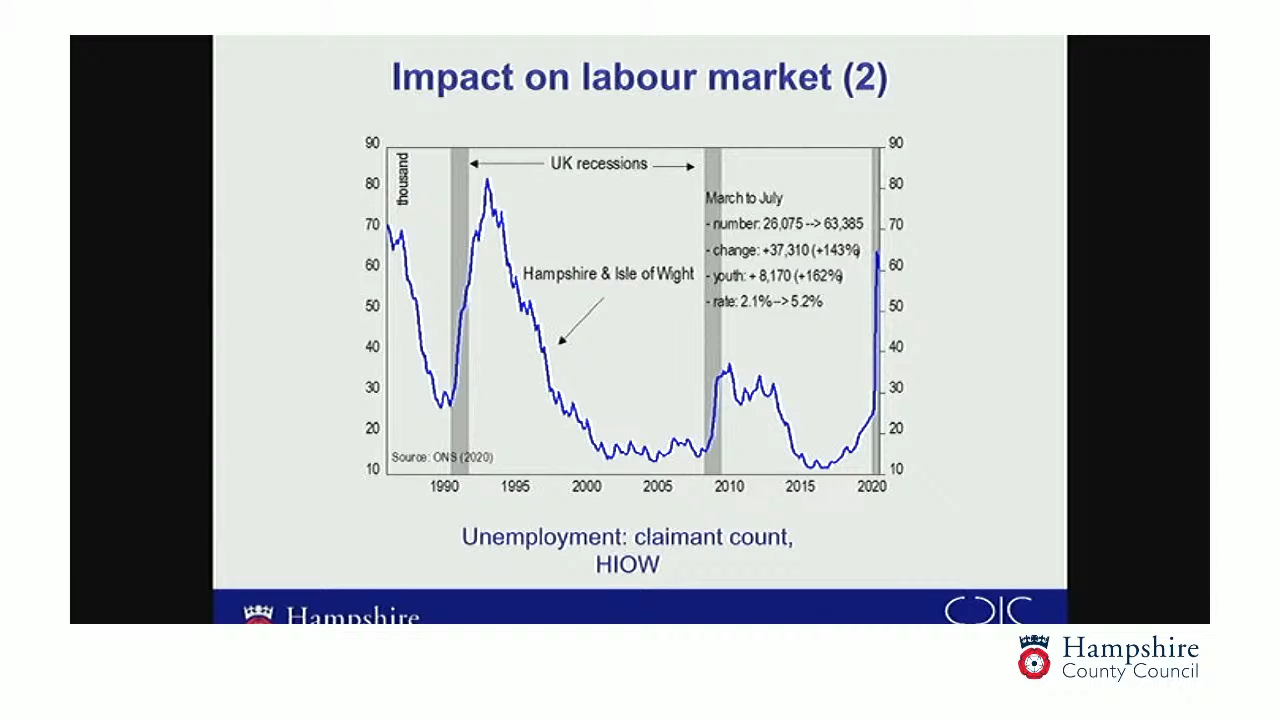 Impact on labour market (2)
90
80
70
60
50
40
30
20
10
thousand
UK recessions
90
80
70
60
50
40
30
20
10
March to July
- number: 26,075 --> 63,385
- change: +37,310 (+143%)
- youth: + 8,170 (+162%)
- rate: 2.1% --> 5.2%
Hampshire & Isle of Wight
Source: ONS (2020)
1990 1995 2000 2005 2010 2015 2020
Unemployment: claimant count,
HIOW
Hampshire
Hampshire
County Council